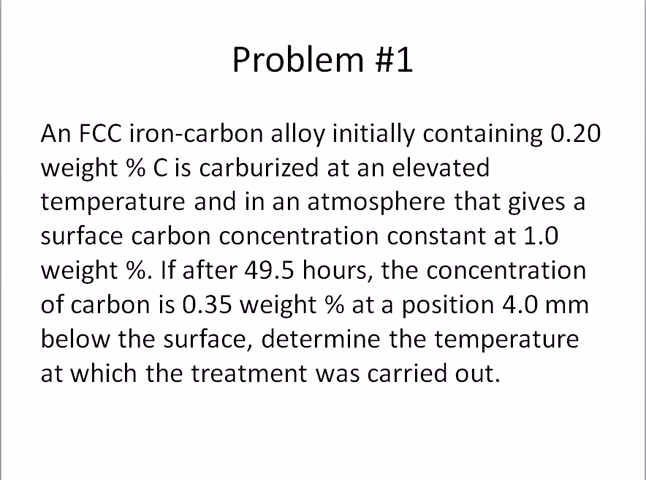 Problem #1
An FCC iron-carbon alloy initially containing 0.20
weight % C is carburized at an elevated
temperature and in an atmosphere that gives a
surface carbon concentration constant at 1.0
weight %. If after 49.5 hours, the concentration
of carbon is 0.35 weight % at a position 4.0 mm
below the surface, determine the temperature
at which the treatment was carried out.